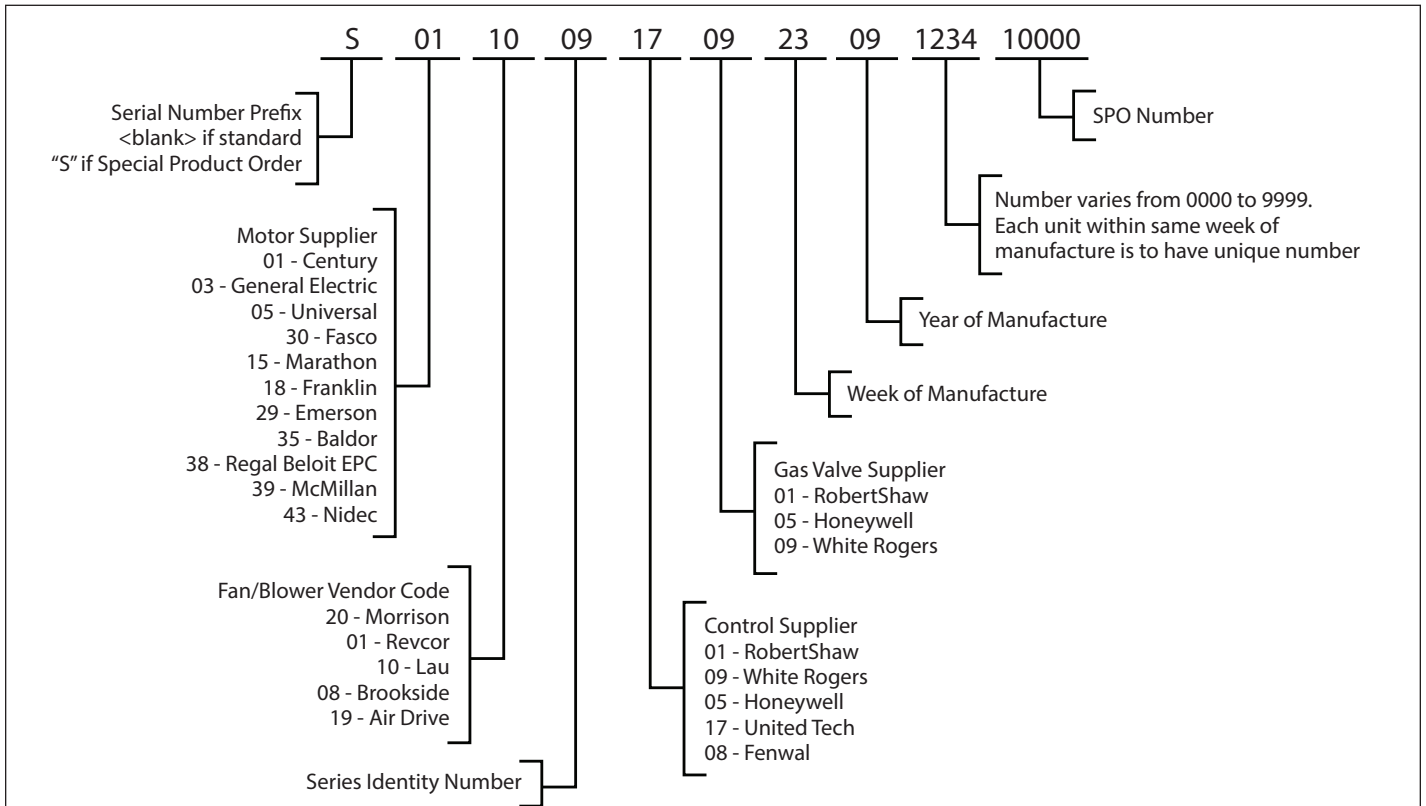 S 01 10 09 17 09 23 09 1234 10000
Serial Number Prefix
<blank> if standard
“S” if Special Product Order
SPO Number
Number varies from 0000 to 9999.
Each unit within same week of
manufacture is to have unique number
Motor Supplier
01 - Century
03 - General Electric
05 - Universal
30 - Fasco
15 - Marathon
18 - Franklin
29 - Emerson
35 - Baldor
38 - Regal Beloit EPC
39 - McMillan
43 - Nidec
Year of Manufacture
Week of Manufacture
Gas Valve Supplier
01 - RobertShaw
05 - Honeywell
09 - White Rogers
Fan/Blower Vendor Code
20 - Morrison
01 - Revcor
10 - Lau
08 - Brookside
19 - Air Drive
Control Supplier
01 - RobertShaw
09 - White Rogers
05 - Honeywell
17 - United Tech
08 - Fenwal
Series Identity Number